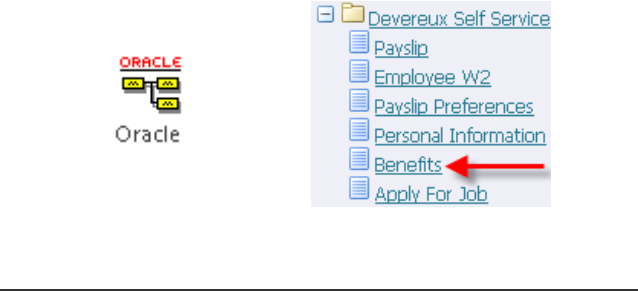 ORACLE
Oracle
Devereux Self Service
Payslip
Employee W2
Payslip Preferences
Personal Information
Benefits
Apply For Job